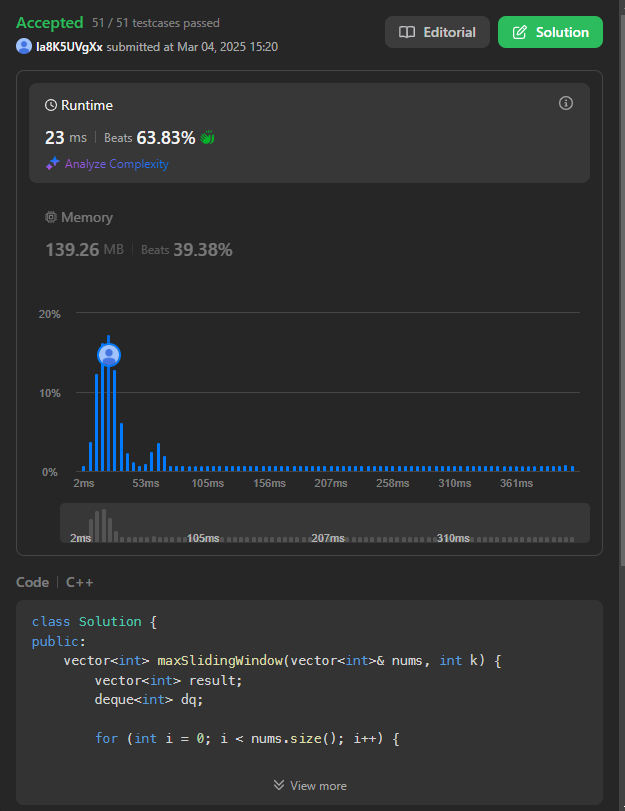 Accepted 51 / 51 testcases passed
Editorial
Solution
la8K5UVgXx submitted at Mar 04, 2025 15:20
Runtime
23 ms | Beats 63.83%
Analyze Complexity
Memory
139.26 MB | Beats 39.38%
20%
10%
0%
2ms 53ms 105ms 156ms 207ms 258ms 310ms 361ms
2ms 105ms 207ms 310ms
Code | C++
class Solution {
public:
    vector<int> maxSlidingWindow(vector<int>& nums, int k) {
        vector<int> result;
        deque<int> dq;
        for (int i = 0; i < nums.size(); i++) {
View more